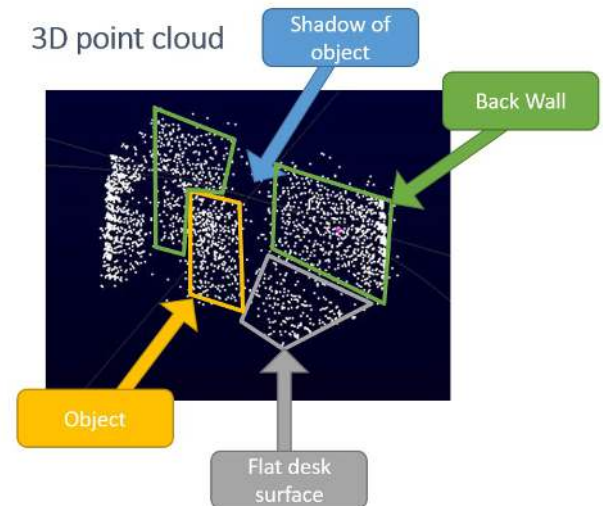 3D point cloud
Shadow of
object
Back Wall
Object
Flat desk
surface